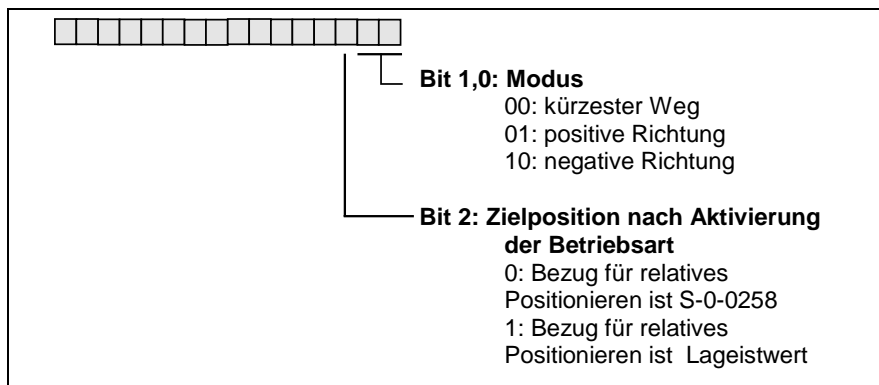 Bit 1,0: Modus
00: kürzester Weg
01: positive Richtung
10: negative Richtung
Bit 2: Zielposition nach Aktivierung
der Betriebsart
0: Bezug für relatives
Positionieren ist S-0-0258
1: Bezug für relatives
Positionieren ist Lageistwert